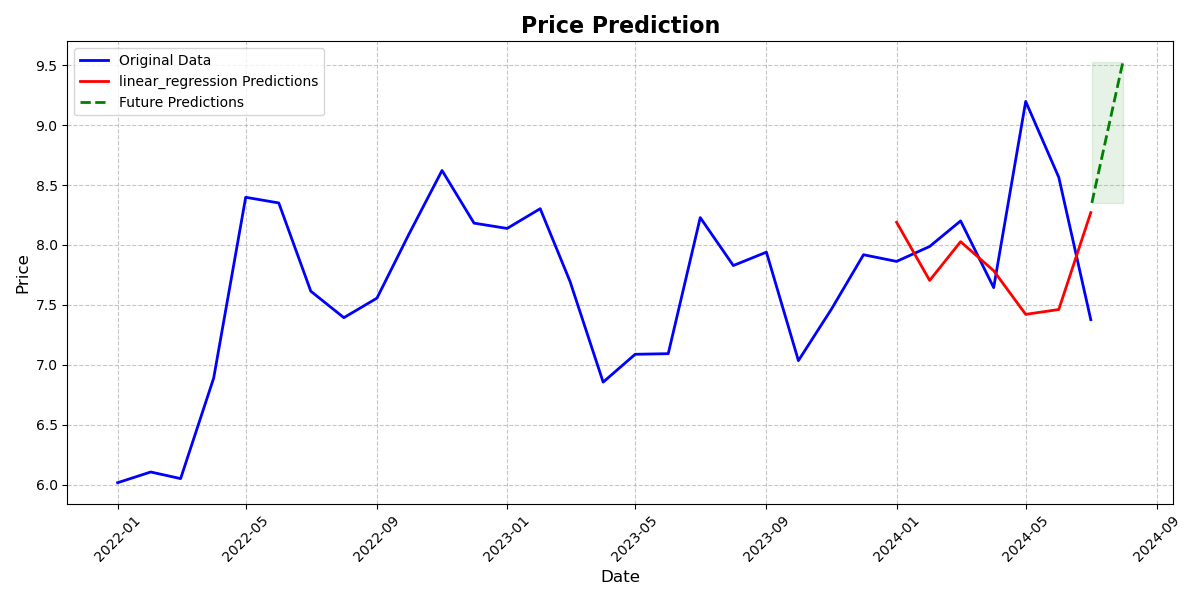 Price Prediction
Original Data
linear_regression Predictions
Future Predictions
Price
9.5
9.0
8.5
8.0
7.5
7.0
6.5
6.0
2022-01
2022-05
2022-09
2023-01
2023-05
2023-09
2024-01
2024-05
2024-09
Date